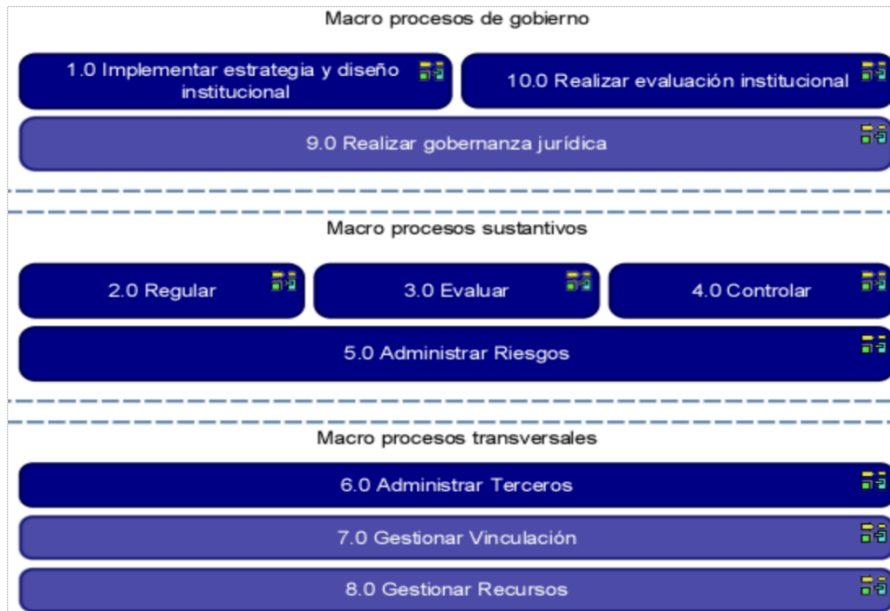 Macro procesos de gobierno
1.0 Implementar estrategia y diseño
institucional
10.0 Realizar evaluación institucional
9.0 Realizar gobernanza jurídica
Macro procesos sustantivos
2.0 Regular
3.0 Evaluar
4.0 Controlar
5.0 Administrar Riesgos
Macro procesos transversales
6.0 Administrar Terceros
7.0 Gestionar Vinculación
8.0 Gestionar Recursos